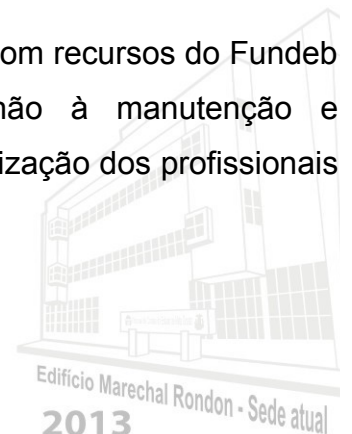 om recursos do Fundeb
não à manutenção e
ização dos profissionais
Edifício Marechal Rondon - Sede atual
2013